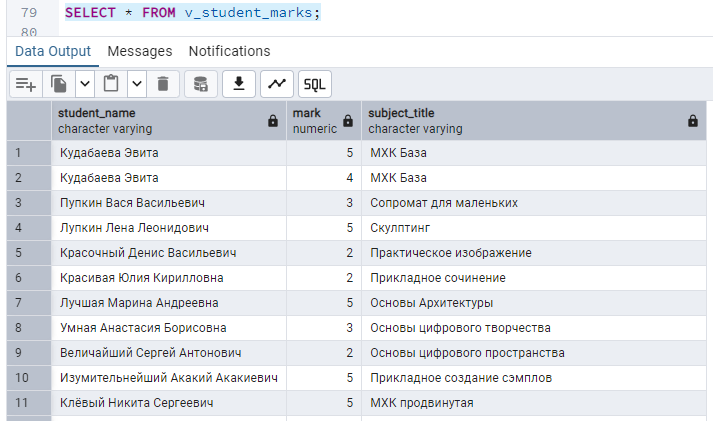 79 SELECT * FROM v_student_marks;
80
Data Output Messages Notifications
SQL
student_name mark subject_title
character varying numeric character varying
1 Кудабаева Эвита 5 МХК База
2 Кудабаева Эвита 4 МХК База
3 Пупкин Вася Васильевич 3 Сопромат для маленьких
4 Лупкин Лена Леонидович 5 Скулптинг
5 Красочный Денис Васильевич 2 Практическое изображение
6 Красивая Юлия Кирилловна 2 Прикладное сочинение
7 Лучшая Марина Андреевна 5 Основы Архитектуры
8 Умная Анастасия Борисовна 3 Основы цифрового творчества
9 Величайший Сергей Антонович 2 Основы цифрового пространства
10 Изумительнейший Акакий Акакиевич 5 Прикладное создание сэмплов
11 Клёвый Никита Сергеевич 5 МХК продвинутая